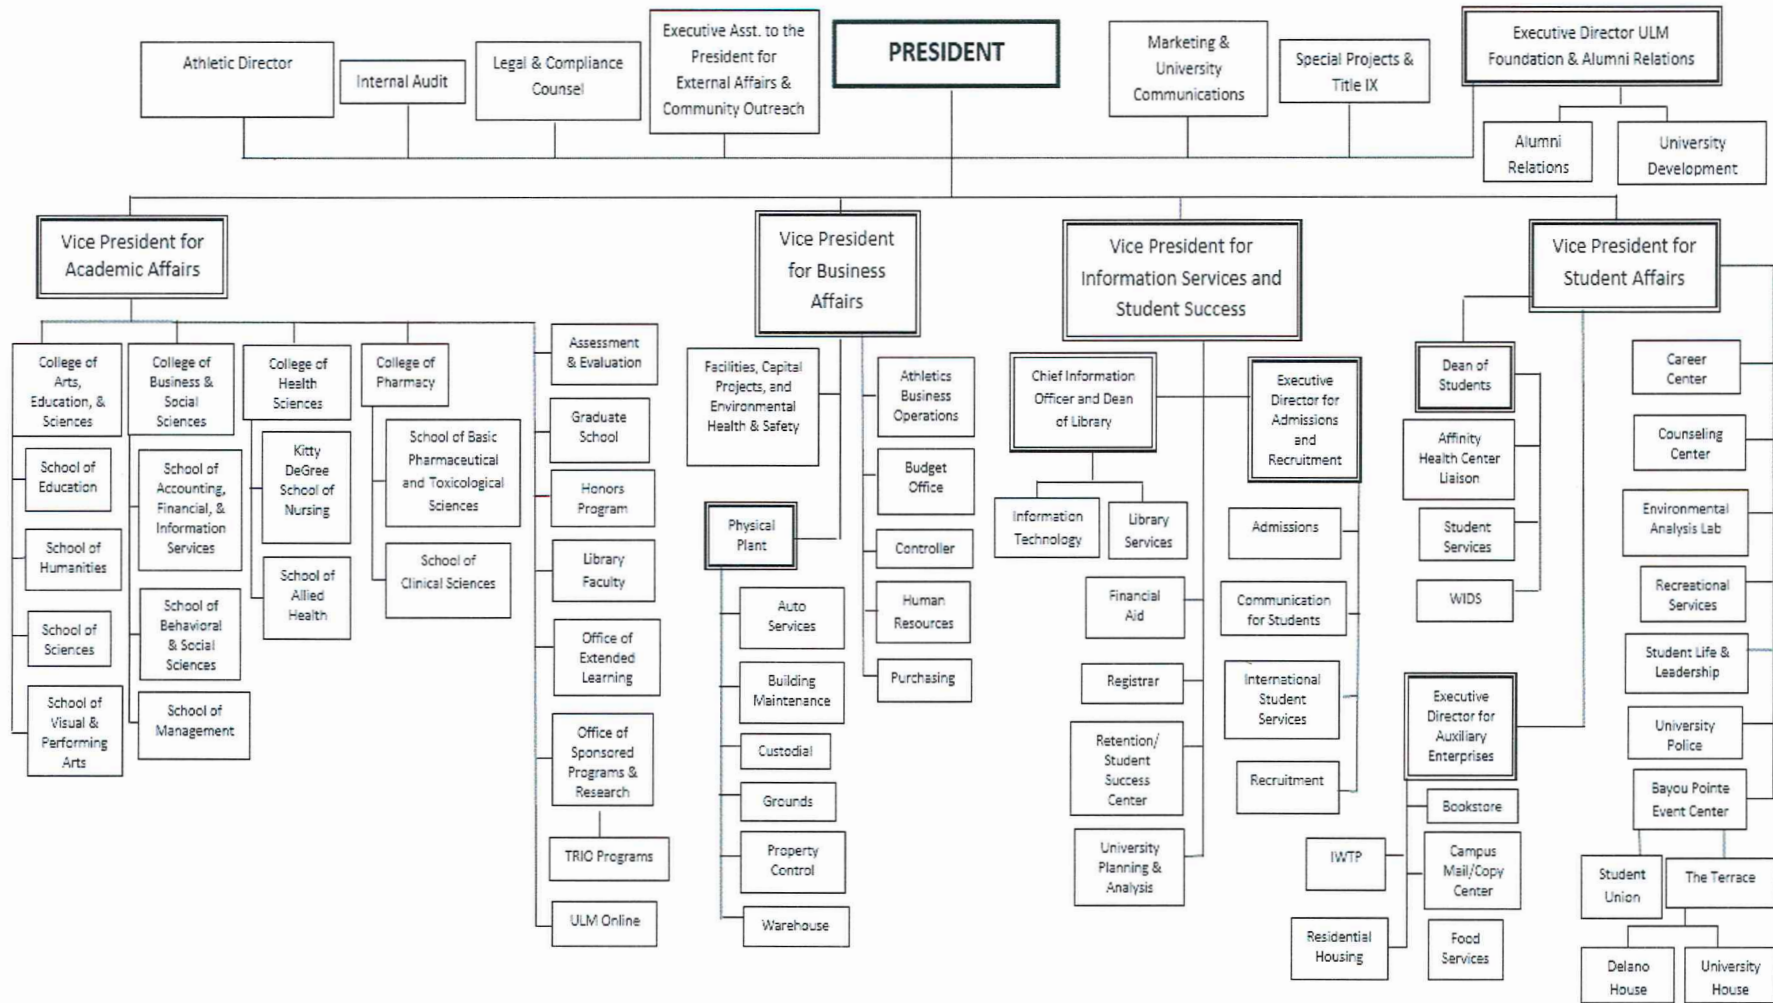 PRESIDENT
Athletic Director
Internal Audit
Legal & Compliance
Counsel
Executive Asst. to the
President for
External Affairs &
Community Outreach
Marketing &
University
Communications
Special Projects &
Title IX
Executive Director ULM
Foundation & Alumni Relations
Alumni
Relations
University
Development
Vice President for
Academic Affairs
College of
Arts,
Education, &
Sciences
School of
Education
School of
Humanities
School of
Sciences
School of
Visual &
Performing
Arts
College of
Business &
Social
Sciences
School of
Accounting,
Financial, &
Information
Services
School of
Behavioral
& Social
Sciences
School of
Management
College of
Health
Sciences
Kitty
DeGree
School of
Nursing
School of
Allied
Health
College of
Pharmacy
School of Basic
Pharmaceutical
and Toxicological
Sciences
School of
Clinical Sciences
Assessment
& Evaluation
Graduate
School
Honors
Program
Library
Faculty
Office of
Extended
Learning
Office of
Sponsored
Programs &
Research
TRIO Programs
ULM Online
Vice President
for Business
Affairs
Facilities, Capital
Projects, and
Environmental
Health & Safety
Physical
Plant
Auto
Services
Building
Maintenance
Custodial
Grounds
Property
Control
Warehouse
Athletics
Business
Operations
Budget
Office
Controller
Human
Resources
Purchasing
Vice President for
Information Services and
Student Success
Chief Information
Officer and Dean
of Library
Information
Technology
Library
Services
Financial
Aid
Registrar
Retention/
Student
Success
Center
University
Planning &
Analysis
Executive
Director for
Admissions
and
Recruitment
Admissions
Communication
for Students
International
Student
Services
Recruitment
Vice President for
Student Affairs
Dean of
Students
Affinity
Health Center
Liaison
Student
Services
WIDS
Executive
Director for
Auxiliary
Enterprises
Bookstore
IWTP
Campus
Mail/Copy
Center
Residential
Housing
Food
Services
Career
Center
Counseling
Center
Environmental
Analysis Lab
Recreational
Services
Student Life &
Leadership
University
Police
Bayou Pointe
Event Center
Student
Union
The Terrace
Delano
House
University
House